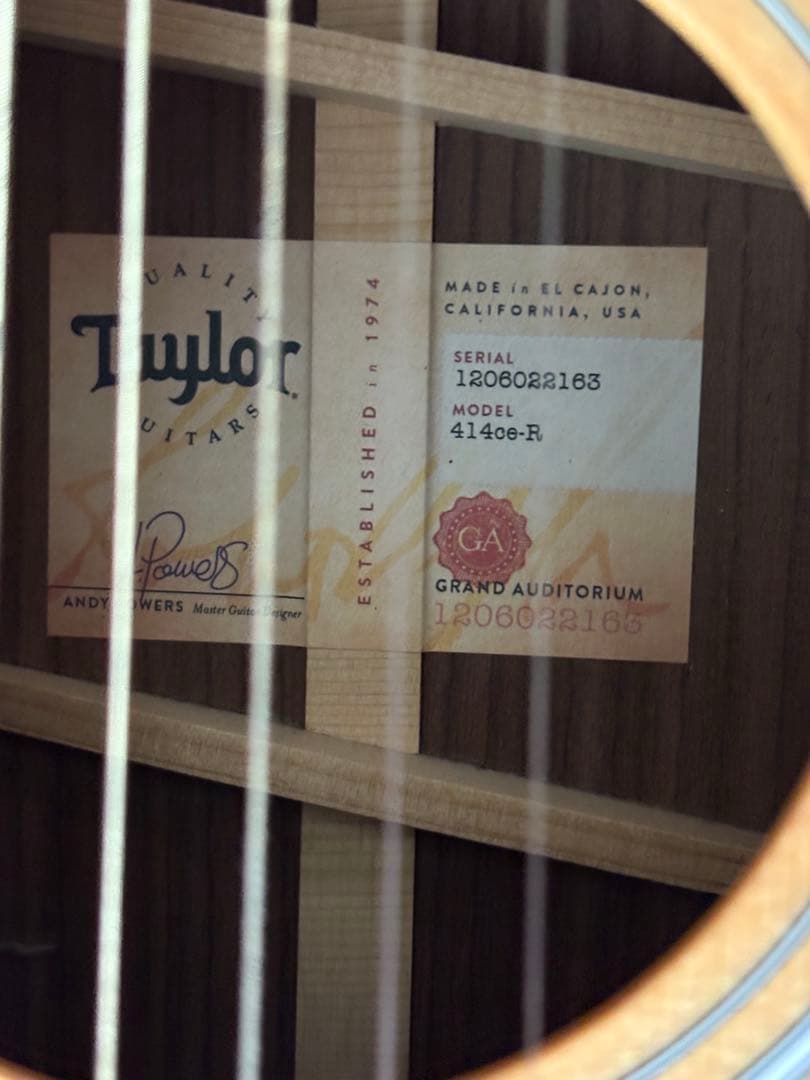 QUALITY
Taylor
GUITARS
Powers
ANDY POWERS Master Guitar Designer
ESTABLISHED in 1974
MADE in EL CAJON,
CALIFORNIA, USA
SERIAL
1206022163
MODEL
414ce-R
GA
GRAND AUDITORIUM
1206022163